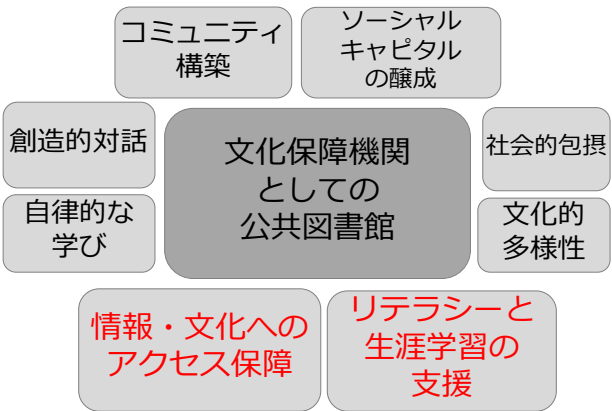 コミュニティ
構築
ソーシャル
キャピタル
の醸成
創造的対話
文化保障機関
としての
公共図書館
社会的包摂
自律的な
学び
文化的
多様性
情報・文化への
アクセス保障
リテラシーと
生涯学習の
支援